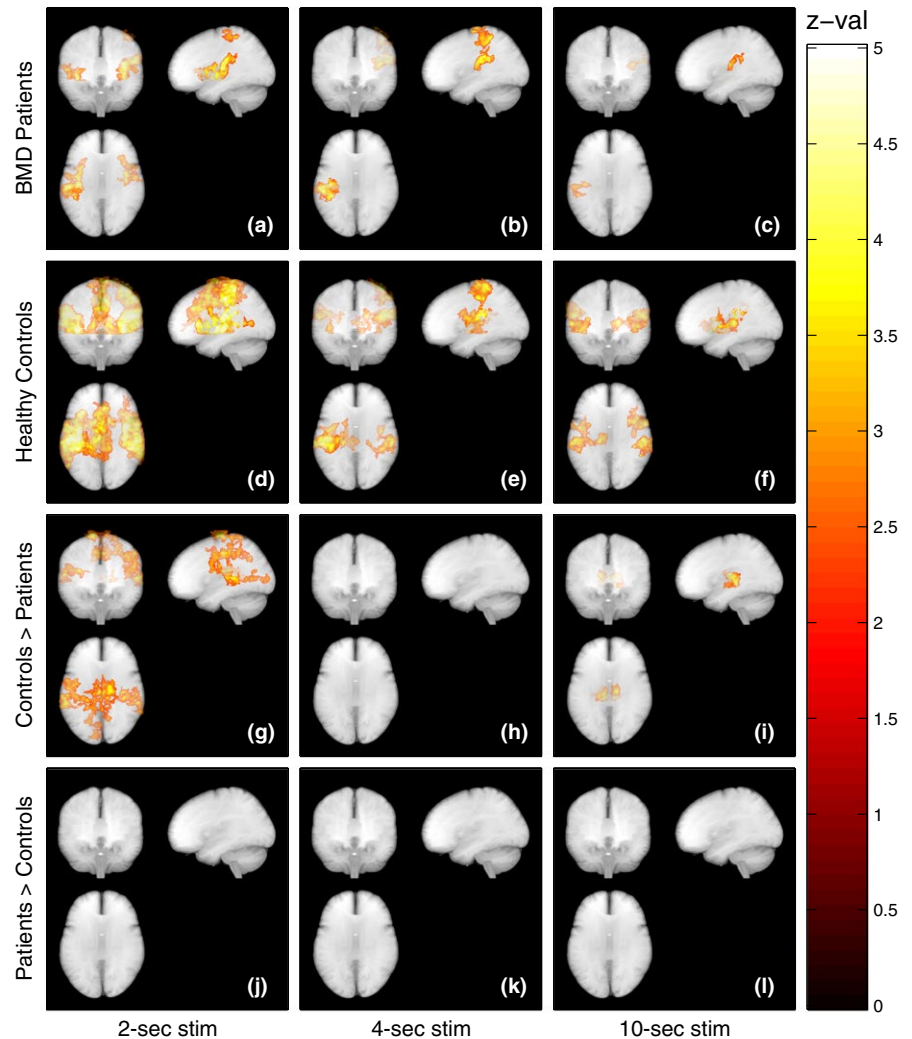 z-val
BMD Patients
(a)
(b)
(c)
Healthy Controls
(d)
(e)
(f)
Controls > Patients
(g)
(h)
(i)
Patients > Controls
(j)
(k)
(l)
2-sec stim
4-sec stim
10-sec stim
5
4.5
4
3.5
3
2.5
2
1.5
1
0.5
0